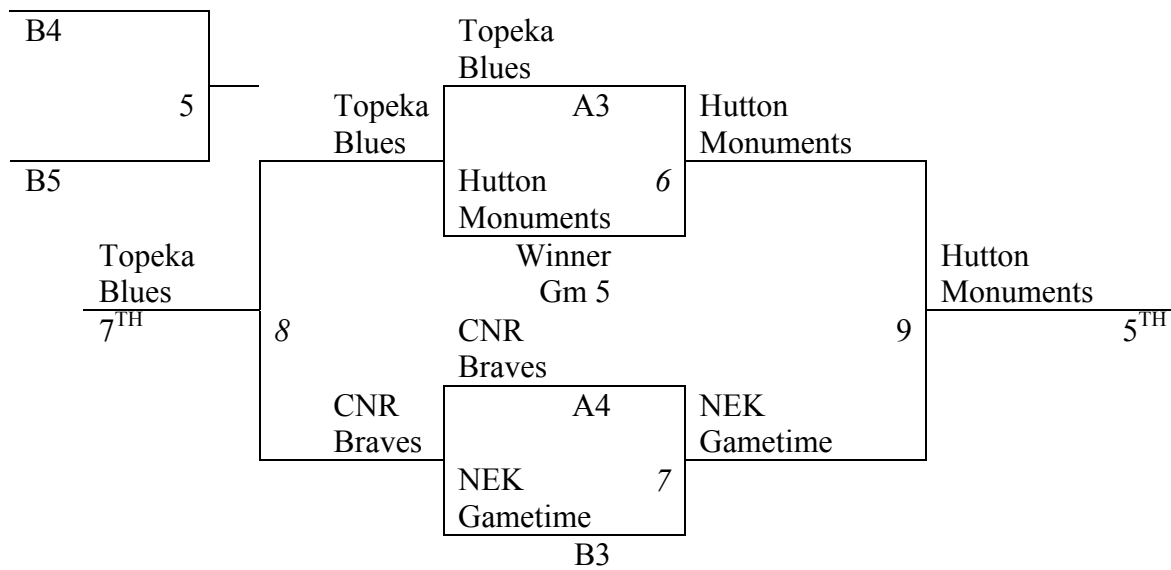 B4
5
B5
Topeka
Blues
7TH
8
Topeka
Blues
CNR
Braves
Topeka
Blues
A3
Hutton
Monuments
6
Winner
Gm 5
CNR
Braves
A4
NEK
Gametime
7
B3
Hutton
Monuments
NEK
Gametime
9
Hutton
Monuments
5TH